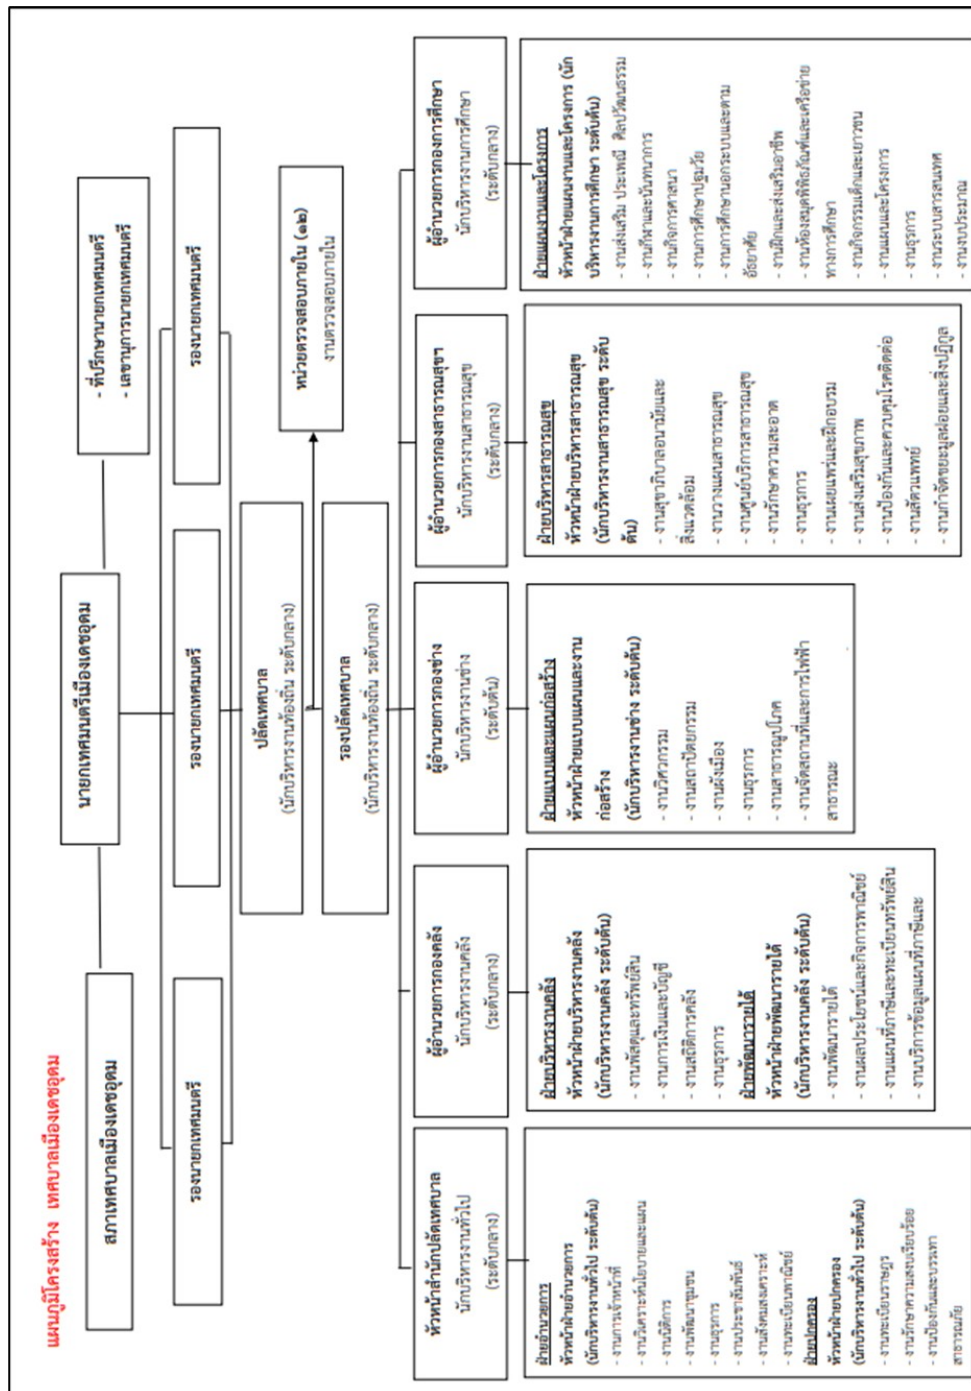 แผนภูมิโครงสร้าง เทศบาลเมืองเดชอุดม
สภาเทศบาลเมืองเดชอุดม
นายกเทศมนตรีเมืองเดชอุดม
- ที่ปรึกษานายกเทศมนตรี
- เลขานุการนายกเทศมนตรี
รองนายกเทศมนตรี
รองนายกเทศมนตรี
รองนายกเทศมนตรี
ปลัดเทศบาล
(นักบริหารงานท้องถิ่น ระดับกลาง)
หน่วยตรวจสอบภายใน (๑๒)
งานตรวจสอบภายใน
รองปลัดเทศบาล
(นักบริหารงานท้องถิ่น ระดับกลาง)
หัวหน้าสำนักปลัดเทศบาล
นักบริหารงานทั่วไป
(ระดับกลาง)
ผู้อำนวยการกองคลัง
นักบริหารงานคลัง
(ระดับกลาง)
ผู้อำนวยการกองช่าง
นักบริหารงานช่าง
(ระดับต้น)
ผู้อำนวยการกองสาธารณสุขฯ
นักบริหารงานสาธารณสุข
(ระดับกลาง)
ผู้อำนวยการกองการศึกษา
นักบริหารงานการศึกษา
(ระดับกลาง)
ฝ่ายอำนวยการ
หัวหน้าฝ่ายอำนวยการ
(นักบริหารงานทั่วไป ระดับต้น)
- งานการเจ้าหน้าที่
- งานวิเคราะห์นโยบายและแผน
- งานนิติการ
- งานพัฒนาชุมชน
- งานธุรการ
- งานประชาสัมพันธ์
- งานสังคมสงเคราะห์
- งานทะเบียนพาณิชย์
ฝ่ายปกครอง
หัวหน้าฝ่ายปกครอง
(นักบริหารงานทั่วไป ระดับต้น)
- งานทะเบียนราษฎร
- งานรักษาความสงบเรียบร้อย
- งานป้องกันและบรรเทา
สาธารณภัย
ฝ่ายบริหารงานคลัง
หัวหน้าฝ่ายบริหารงานคลัง
(นักบริหารงานคลัง ระดับต้น)
- งานพัสดุและทรัพย์สิน
- งานการเงินและบัญชี
- งานสถิติการคลัง
- งานธุรการ
ฝ่ายพัฒนารายได้
หัวหน้าฝ่ายพัฒนารายได้
(นักบริหารงานคลัง ระดับต้น)
- งานพัฒนารายได้
- งานผลประโยชน์และกิจการพาณิชย์
- งานแผนที่ภาษีและทะเบียนทรัพย์สิน
- งานบริการข้อมูลแผนที่ภาษีและ
ฝ่ายแบบและแผนก่อสร้าง
หัวหน้าฝ่ายแบบแผนและงาน
ก่อสร้าง
(นักบริหารงานช่าง ระดับต้น)
- งานวิศวกรรม
- งานสถาปัตยกรรม
- งานผังเมือง
- งานธุรการ
- งานสาธารณูปโภค
- งานจัดสถานที่และการไฟฟ้า
สาธารณะ
ฝ่ายบริหารสาธารณสุข
หัวหน้าฝ่ายบริหารสาธารณสุข
(นักบริหารงานสาธารณสุข ระดับ
ต้น)
- งานสุขาภิบาลอนามัยและ
สิ่งแวดล้อม
- งานวางแผนสาธารณสุข
- งานศูนย์บริการสาธารณสุข
- งานรักษาความสะอาด
- งานธุรการ
- งานเผยแพร่และฝึกอบรม
- งานส่งเสริมสุขภาพ
- งานป้องกันและควบคุมโรคติดต่อ
- งานสัตวแพทย์
- งานกำจัดขยะมูลฝอยและสิ่งปฏิกูล
ฝ่ายแผนงานและโครงการ
หัวหน้าฝ่ายแผนงานและโครงการ (นัก
บริหารงานการศึกษา ระดับต้น)
- งานส่งเสริม ประเพณี ศิลปวัฒนธรรม
- งานกีฬาและนันทนาการ
- งานกิจการศาสนา
- งานการศึกษาปฐมวัย
- งานการศึกษานอกระบบและตาม
อัธยาศัย
- งานฝึกและส่งเสริมอาชีพ
- งานห้องสมุดพิพิธภัณฑ์และเครือข่าย
ทางการศึกษา
- งานกิจกรรมเด็กและเยาวชน
- งานแผนและโครงการ
- งานธุรการ
- งานระบบสารสนเทศ
- งานงบประมาณ